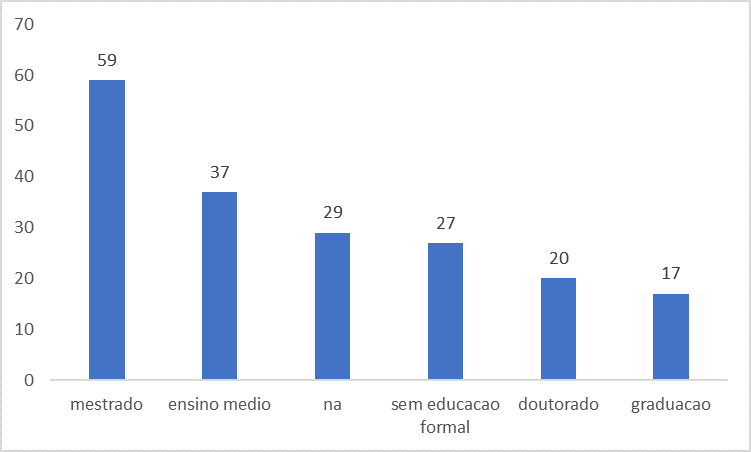 70
60
50
40
30
20
10
0
59
37
29
27
20
17
mestrado
ensino medio
na
sem educacao
formal
doutorado
graduacao